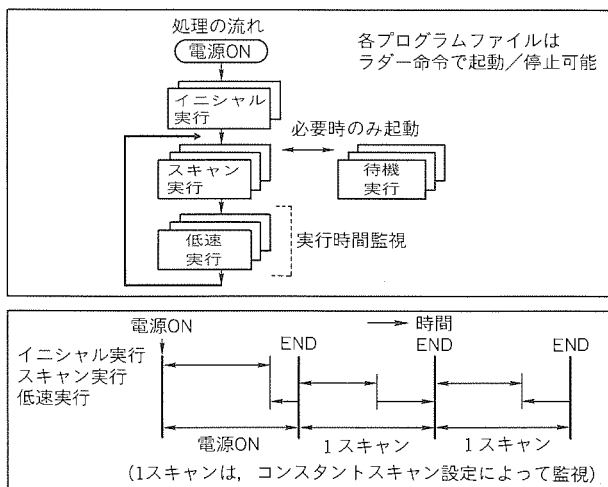 処理の流れ
電源ON
各プログラムファイルは
ラダー命令で起動／停止可能
イニシャル
実行
必要時のみ起動
スキャン
実行
待機
実行
低速
実行
実行時間監視
電源ON
時間
END
END
END
イニシャル実行
スキャン実行
低速実行
電源ON
1スキャン
1スキャン
(1スキャンは，コンスタントスキャン設定によって監視)